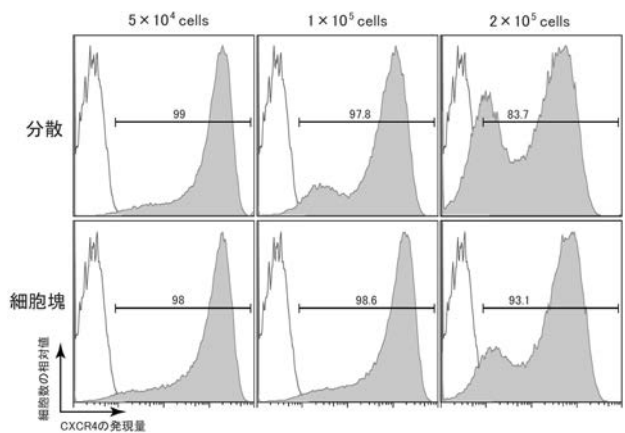 5×10⁴ cells 1×10⁵ cells 2×10⁵ cells
分散 99 97.8 83.7
細胞塊 98 98.6 93.1
細胞数の相対値
CXCR4の発現量